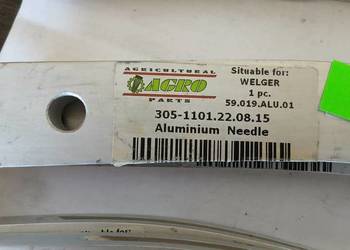 AGRICULTURAL
AGRO
PARTS
Situable for:
WELGER
1 pc.
59.019.ALU.01
305-1101.22.08.15
Aluminium Needle